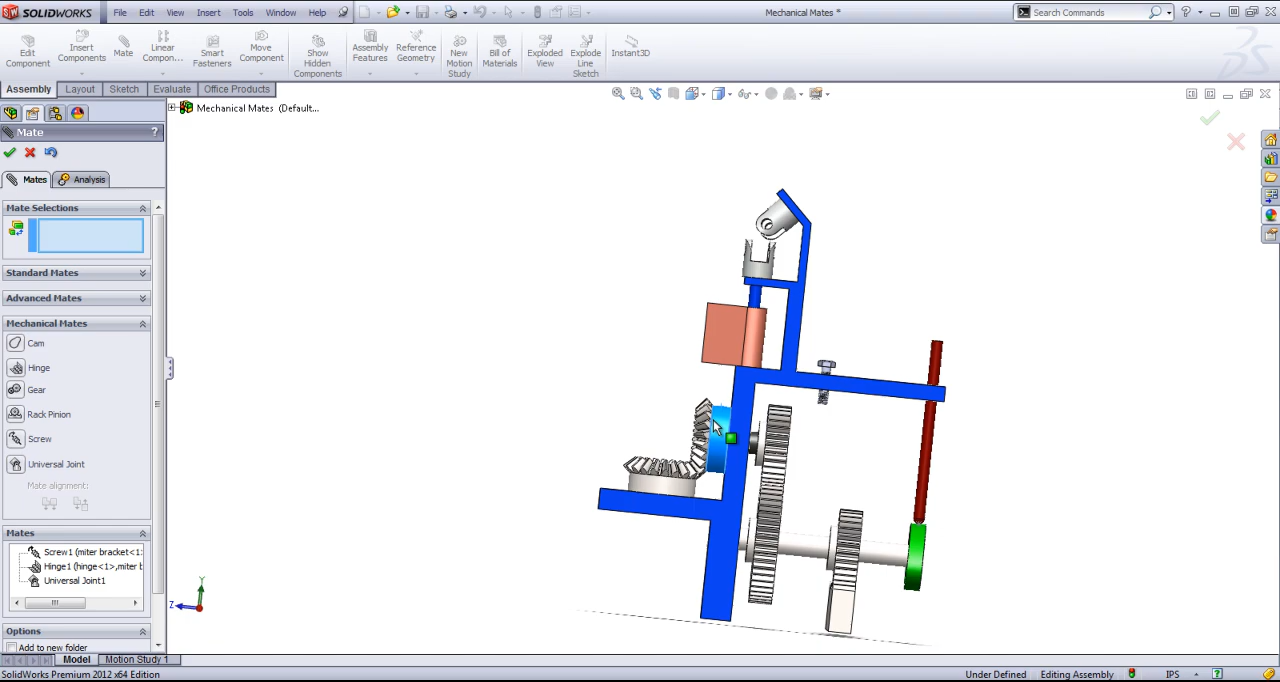 SOLIDWORKS File Edit View Insert Tools Window Help
Mechanical Mates *
Search Commands
Edit Component
Insert Components
Mate
Linear Compon...
Smart Fasteners
Move Component
Show Hidden Components
Assembly Features
Reference Geometry
New Motion Study
Bill of Materials
Exploded View
Explode Line Sketch
Instant3D
Assembly Layout Sketch Evaluate Office Products
Mechanical Mates (Default...
Mate ?
Mates Analysis
Mate Selections
Standard Mates
Advanced Mates
Mechanical Mates
Cam
Hinge
Gear
Rack Pinion
Screw
Universal Joint
Mate alignment:
Mates
Screw1 (miter bracket<1:
Hinge1 (hinge<1>,miter b
Universal Joint1
Options
Add to new folder
Y
Z
Model Motion Study 1
SolidWorks Premium 2012 x64 Edition
Under Defined Editing Assembly IPS